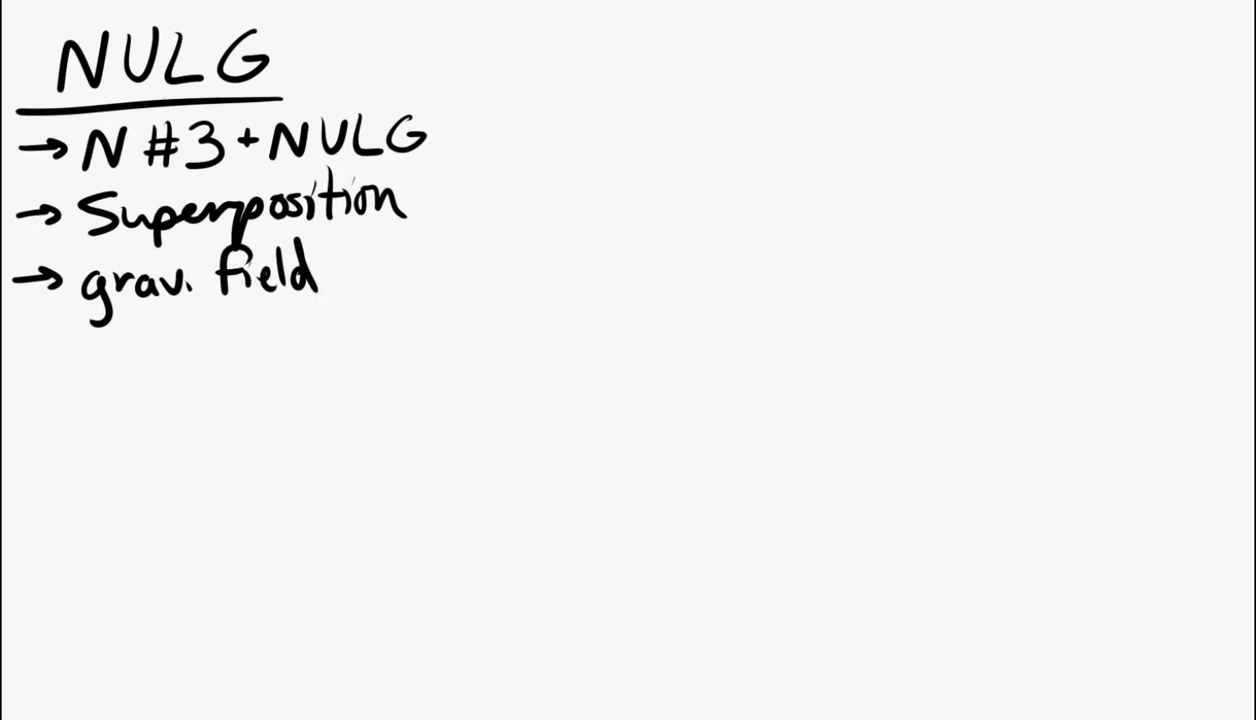 NULG
→ N #3 + NULG
→ Superposition
→ grav. field